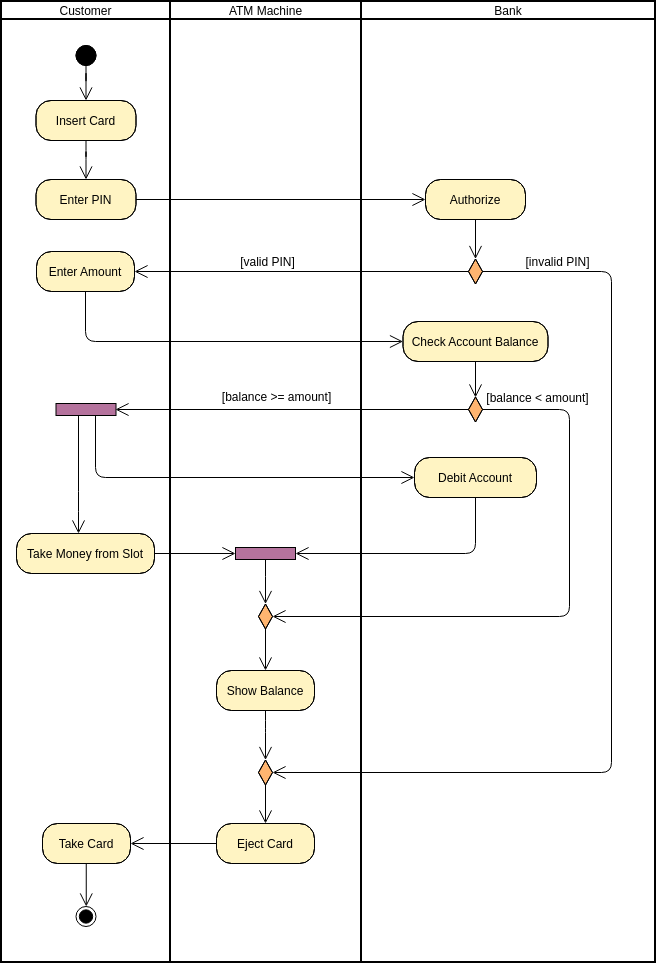 Customer
ATM Machine
Bank
Insert Card
Enter PIN
Authorize
Enter Amount
[valid PIN]
[invalid PIN]
Check Account Balance
[balance >= amount]
[balance < amount]
Debit Account
Take Money from Slot
Show Balance
Take Card
Eject Card